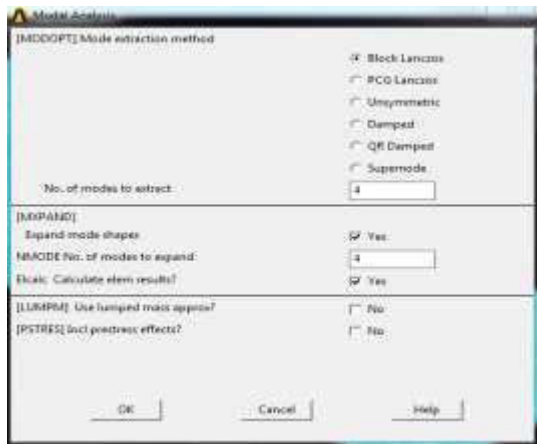 Modal Analysis
[MODOPT] Mode extraction method
Block Lanczos
PCG Lanczos
Unsymmetric
Damped
QR Damped
Supernode
No. of modes to extract
4
[MXPAND]
Expand mode shapes
Yes
NMODE No. of modes to expand
4
Elcalc Calculate elem results?
Yes
[LUMPM] Use lumped mass approx?
No
[PSTRES] Incl prestress effects?
No
OK
Cancel
Help